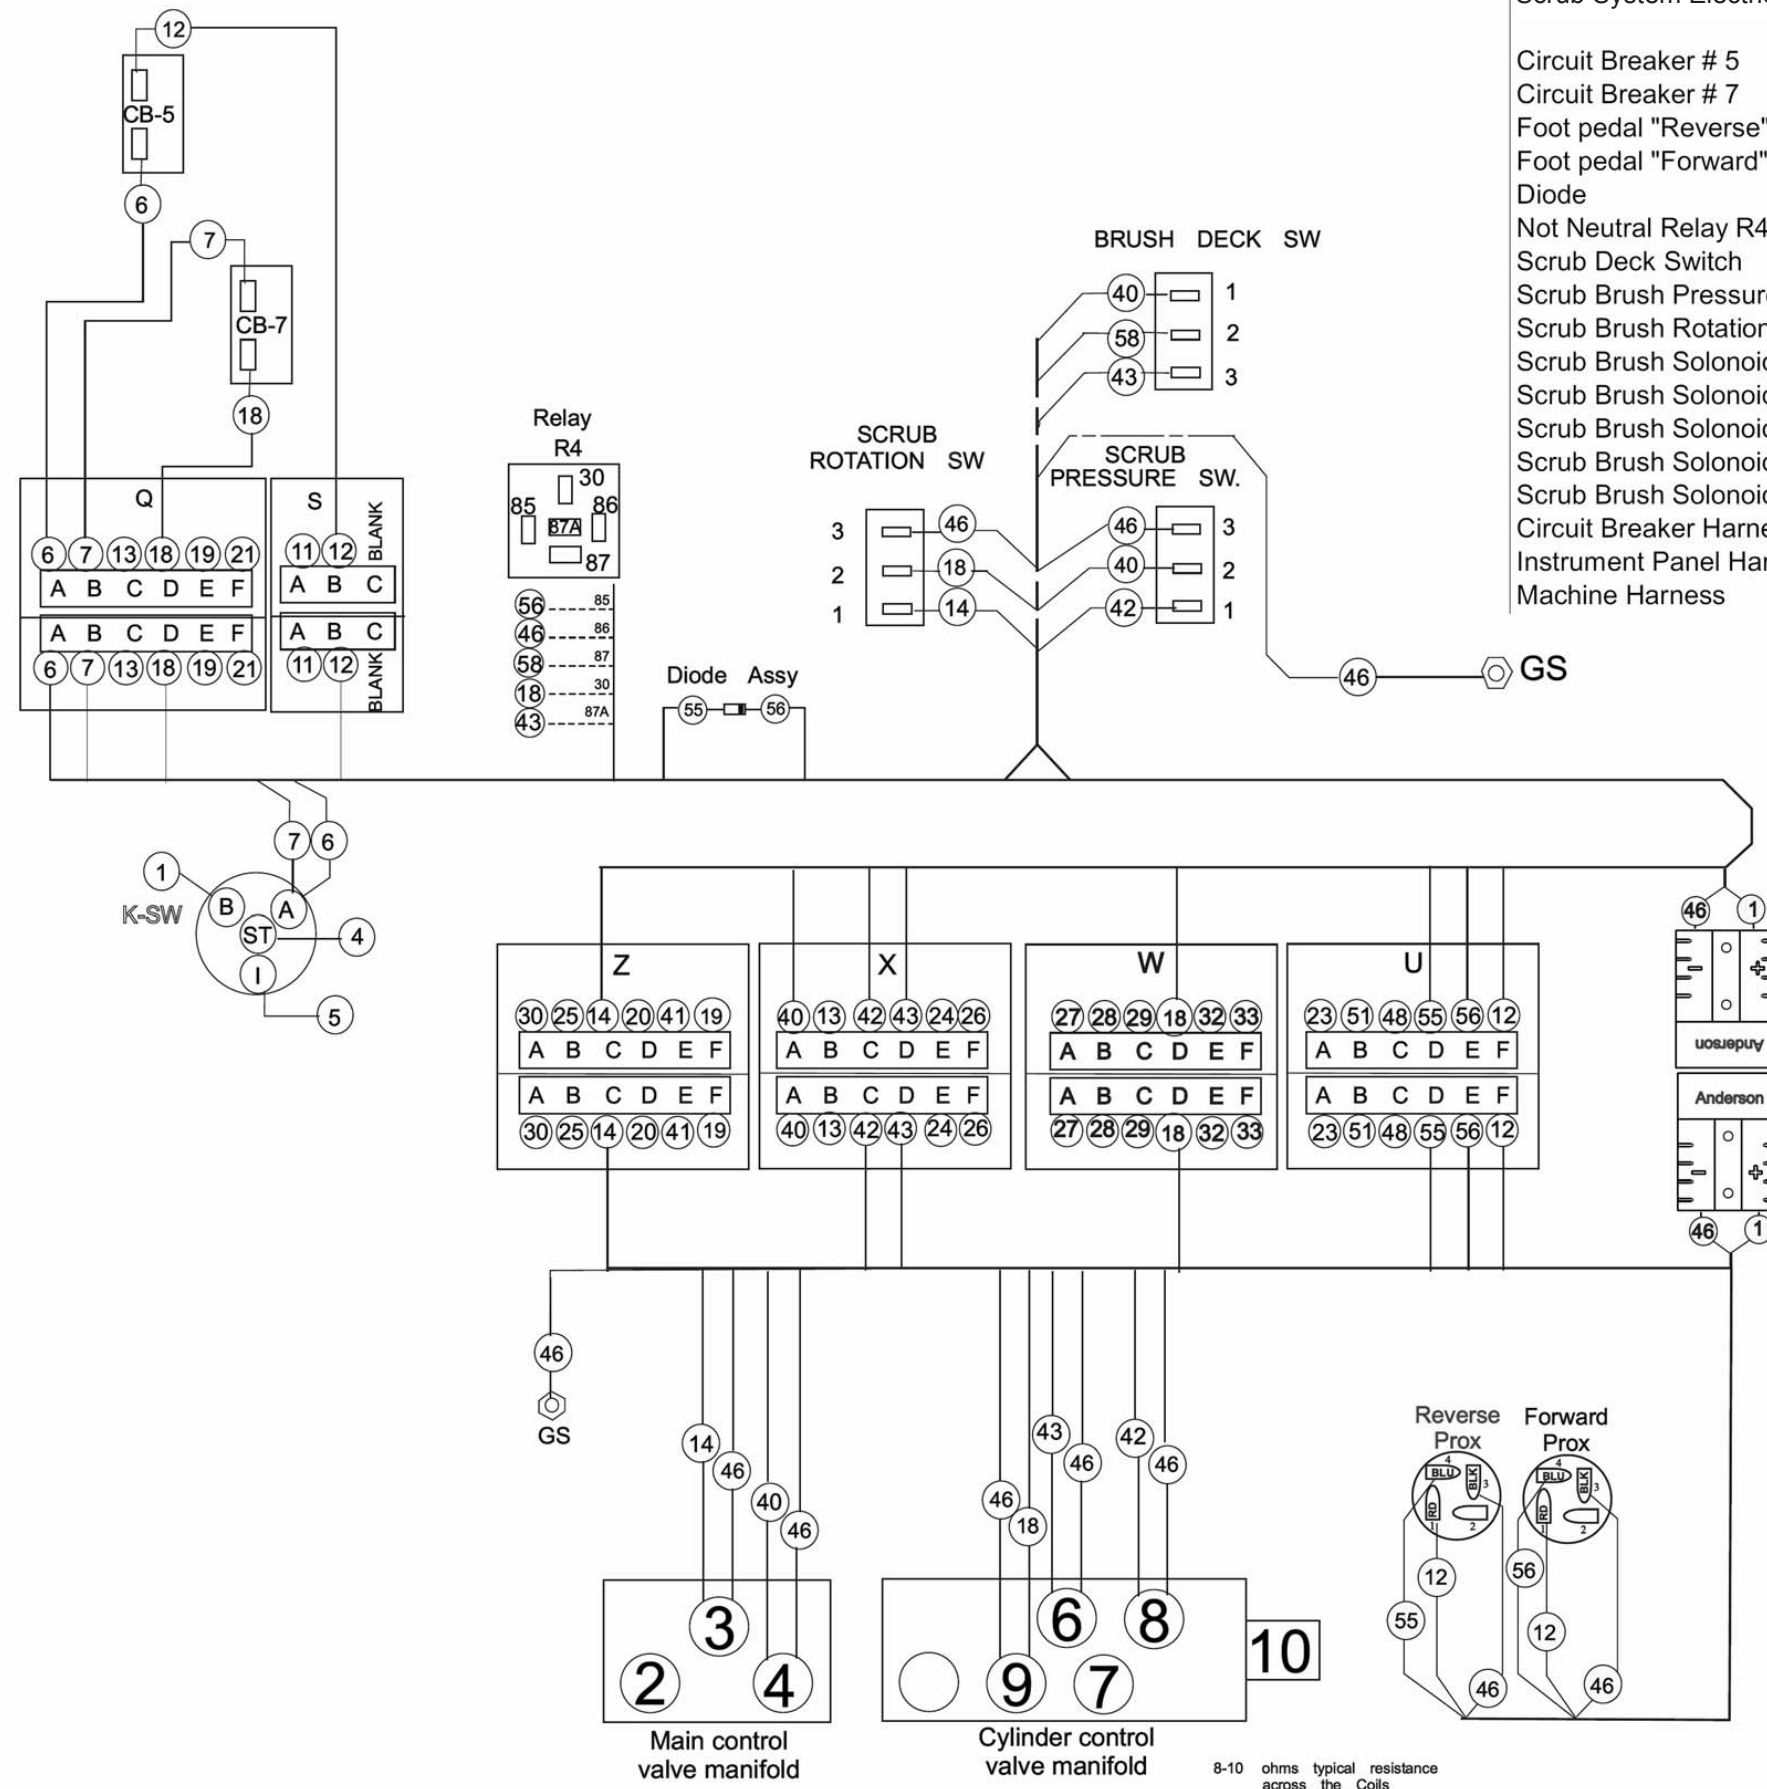 Circuit Breaker # 5
Circuit Breaker # 7
Foot pedal "Reverse"
Foot pedal "Forward"
Diode
Not Neutral Relay R4
Scrub Deck Switch
Scrub Brush
Scrub Brush Rotation
Scrub Brush
Scrub Brush
Scrub Brush
Scrub Brush
Scrub Brush
Circuit Breaker
Instrument Panel
Machine Harness
12
CB-5
6
7
CB-7
18
Q
6 7 13 18 19 21
A B C D E F
A B C D E F
6 7 13 18 19 21
S
11 12 BLANK
A B C
A B C
11 12 BLANK
Relay
R4
30
85 86
87A
87
56 85
46 86
58 87
18 30
43 87A
Diode Assy
55 56
BRUSH DECK SW
40 1
58 2
43 3
SCRUB
ROTATION SW
3 46
2 18
1 14
SCRUB
PRESSURE SW.
46 3
40 2
42 1
46 GS
7 6
1
K-SW
B A
ST 4
I
5
Z
30 25 14 20 41 19
A B C D E F
A B C D E F
30 25 14 20 41 19
X
40 13 42 43 24 26
A B C D E F
A B C D E F
40 13 42 43 24 26
W
27 28 29 18 32 33
A B C D E F
A B C D E F
27 28 29 18 32 33
U
23 51 48 55 56 12
A B C D E F
A B C D E F
23 51 48 55 56 12
46 1
- +
Anderson
Anderson
- +
46 1
46
GS
14
46
40
46
3
2 4
Main control
valve manifold
46
18
43
46
42
46
6 8
9 7
10
Cylinder control
valve manifold
8-10 ohms typical resistance
across the Coils
Reverse
Prox
4
BLU BLK
3
RD
1 2
12
55
46
Forward
Prox
4
BLU BLK
3
RD
1 2
56
12
46